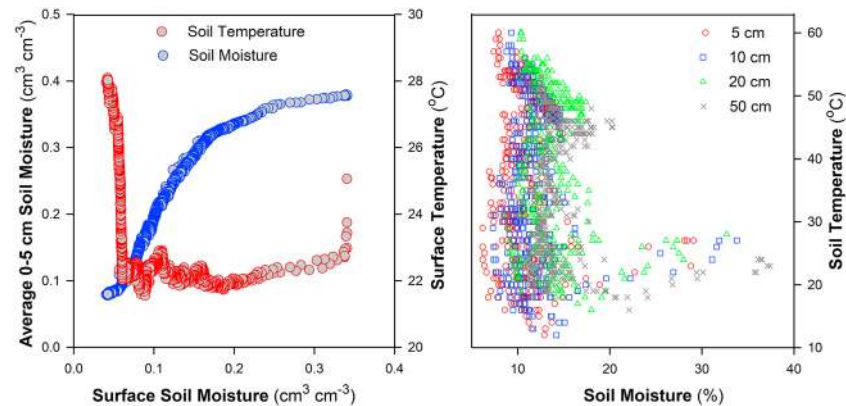 Soil Temperature
Soil Moisture
Average 0-5 cm Soil Moisture (cm³ cm⁻³)
0.5
0.4
0.3
0.2
0.1
0.0
0.0 0.1 0.2 0.3 0.4
Surface Soil Moisture (cm³ cm⁻³)
30
28
26
24
22
20
Surface Temperature (°C)
5 cm
10 cm
20 cm
50 cm
60
50
40
30
20
10
Soil Temperature (°C)
10 20 30 40
Soil Moisture (%)